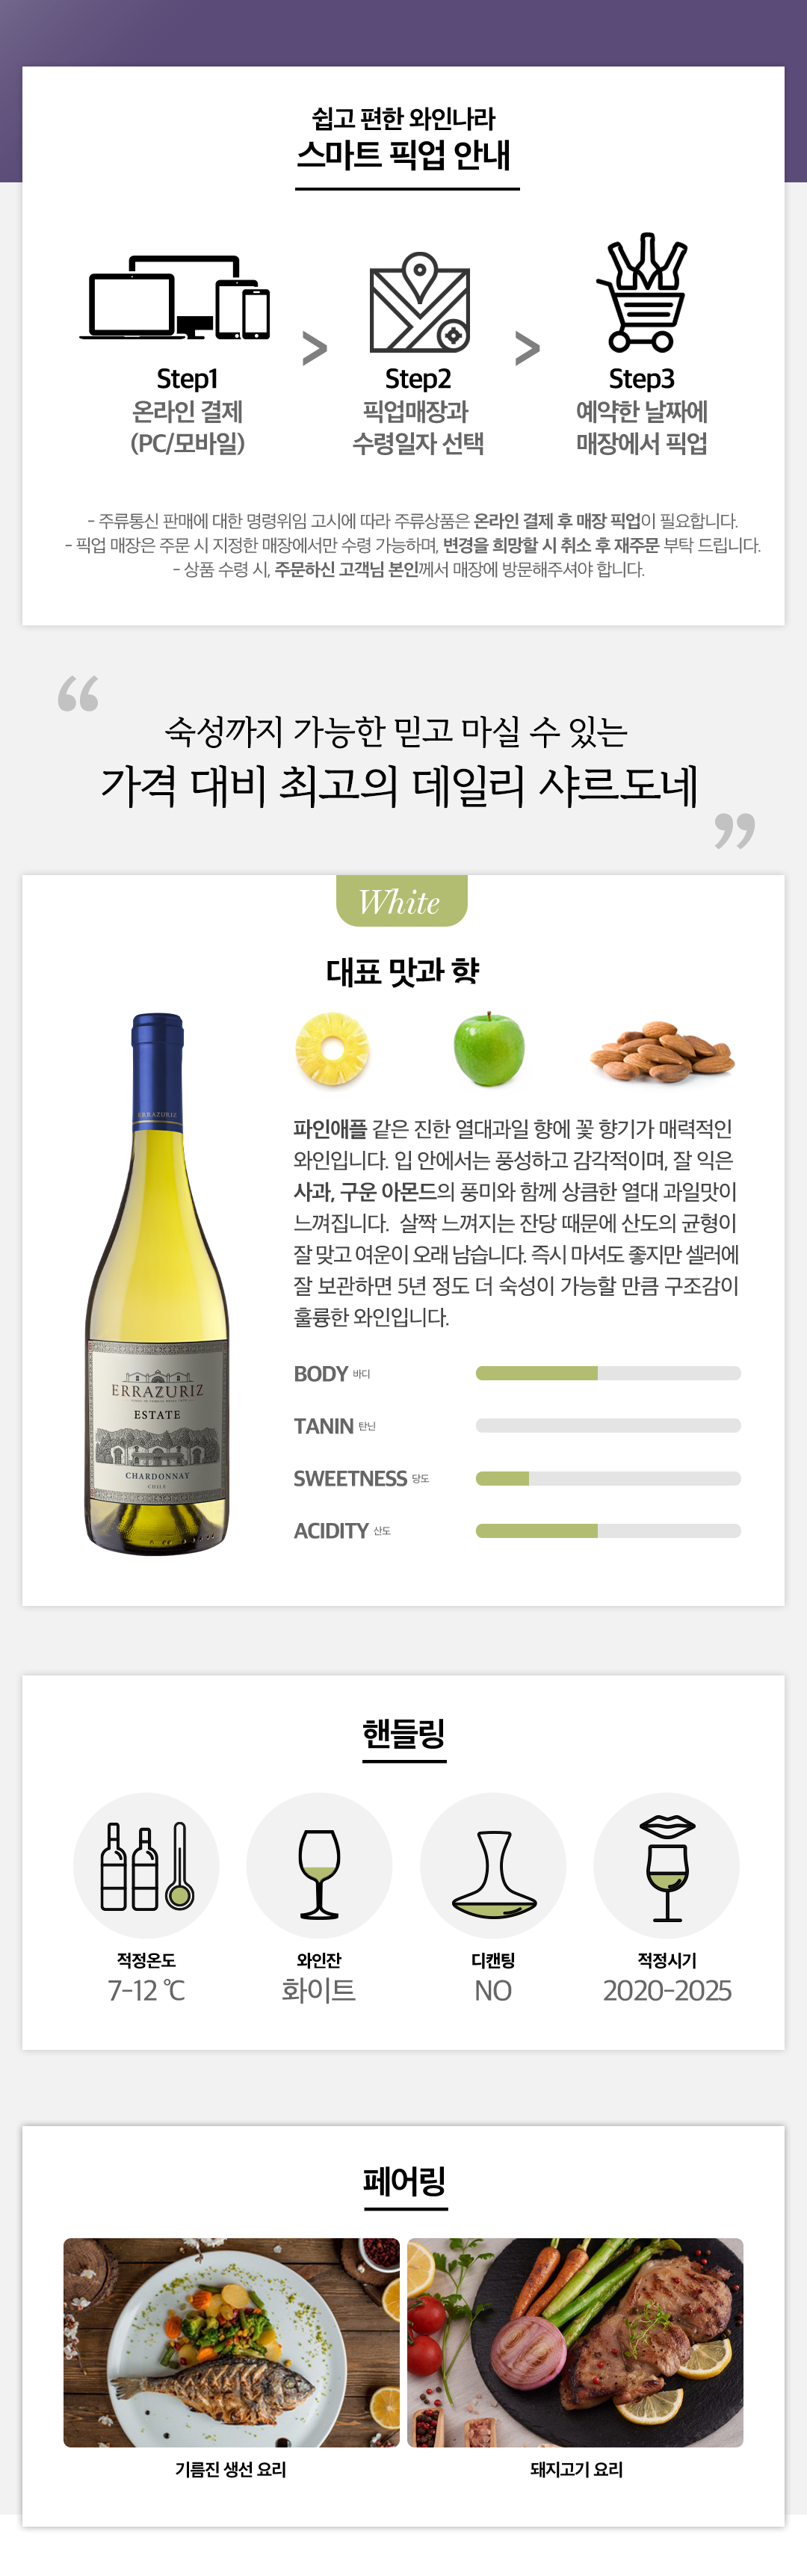 쉽고 편한 와인나라
스마트 픽업 안내
>
>
Step1
온라인 결제
(PC/모바일)
Step2
픽업매장과
수령일자 선택
Step3
예약한 날짜에
매장에서 픽업
- 주류통신 판매에 대한 명령위임 고시에 따라 주류상품은 온라인 결제 후 매장 픽업이 필요합니다.
- 픽업 매장은 주문 시 지정한 매장에서만 수령 가능하며, 변경을 희망할 시 취소 후 재주문 부탁 드립니다.
- 상품 수령 시, 주문하신 고객님 본인께서 매장에 방문해주셔야 합니다.
“
숙성까지 가능한 믿고 마실 수 있는
가격 대비 최고의 데일리 샤르도네
”
White
대표 맛과 향
파인애플 같은 진한 열대과일 향에 꽃 향기가 매력적인
와인입니다. 입 안에서는 풍성하고 감각적이며, 잘 익은
사과, 구운 아몬드의 풍미와 함께 상큼한 열대 과일맛이
느껴집니다. 살짝 느껴지는 잔당 때문에 산도의 균형이
잘 맞고 여운이 오래 남습니다. 즉시 마셔도 좋지만 셀러에
잘 보관하면 5년 정도 더 숙성이 가능할 만큼 구조감이
훌륭한 와인입니다.
ERRAZURIZ
ERRAZURIZ
ESTATE
CHARDONNAY
CHILE
BODY 바디
TANIN 탄닌
SWEETNESS 당도
ACIDITY 산도
핸들링
적정온도
7-12 ℃
와인잔
화이트
디캔팅
NO
적정시기
2020-2025
페어링
기름진 생선 요리
돼지고기 요리